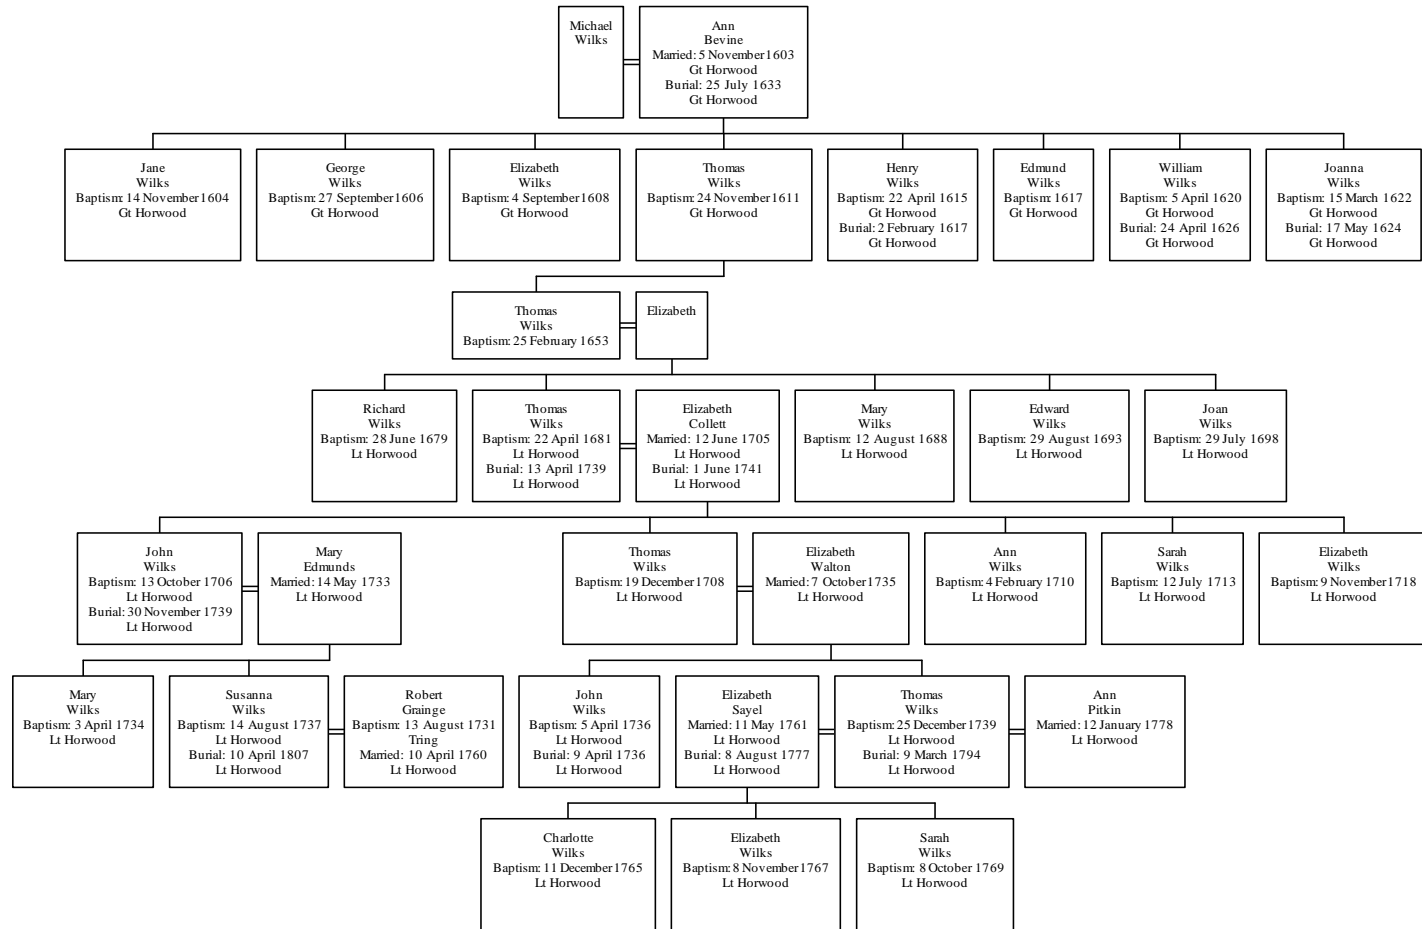 Michael
Wilks
Ann
Bevine
Married: 5 November 1603
Gt Horwood
Burial: 25 July 1633
Gt Horwood
Jane
Wilks
Baptism: 14 November 1604
Gt Horwood
George
Wilks
Baptism: 27 September 1606
Gt Horwood
Elizabeth
Wilks
Baptism: 4 September 1608
Gt Horwood
Thomas
Wilks
Baptism: 24 November 1611
Gt Horwood
Henry
Wilks
Baptism: 22 April 1615
Gt Horwood
Burial: 2 February 1617
Gt Horwood
Edmund
Wilks
Baptism: 1617
Gt Horwood
William
Wilks
Baptism: 5 April 1620
Gt Horwood
Burial: 24 April 1626
Gt Horwood
Joanna
Wilks
Baptism: 15 March 1622
Gt Horwood
Burial: 17 May 1624
Gt Horwood
Thomas
Wilks
Baptism: 25 February 1653
Elizabeth
Richard
Wilks
Baptism: 28 June 1679
Lt Horwood
Thomas
Wilks
Baptism: 22 April 1681
Lt Horwood
Burial: 13 April 1739
Lt Horwood
Elizabeth
Collett
Married: 12 June 1705
Lt Horwood
Burial: 1 June 1741
Lt Horwood
Mary
Wilks
Baptism: 12 August 1688
Lt Horwood
Edward
Wilks
Baptism: 29 August 1693
Lt Horwood
Joan
Wilks
Baptism: 29 July 1698
Lt Horwood
John
Wilks
Baptism: 13 October 1706
Lt Horwood
Burial: 30 November 1739
Lt Horwood
Mary
Edmunds
Married: 14 May 1733
Lt Horwood
Thomas
Wilks
Baptism: 19 December 1708
Lt Horwood
Elizabeth
Walton
Married: 7 October 1735
Lt Horwood
Ann
Wilks
Baptism: 4 February 1710
Lt Horwood
Sarah
Wilks
Baptism: 12 July 1713
Lt Horwood
Elizabeth
Wilks
Baptism: 9 November 1718
Lt Horwood
Mary
Wilks
Baptism: 3 April 1734
Lt Horwood
Susanna
Wilks
Baptism: 14 August 1737
Lt Horwood
Burial: 10 April 1807
Lt Horwood
Robert
Grainge
Baptism: 13 August 1731
Tring
Married: 10 April 1760
Lt Horwood
John
Wilks
Baptism: 5 April 1736
Lt Horwood
Burial: 9 April 1736
Lt Horwood
Elizabeth
Sayel
Married: 11 May 1761
Lt Horwood
Burial: 8 August 1777
Lt Horwood
Thomas
Wilks
Baptism: 25 December 1739
Lt Horwood
Burial: 9 March 1794
Lt Horwood
Ann
Pitkin
Married: 12 January 1778
Lt Horwood
Charlotte
Wilks
Baptism: 11 December 1765
Lt Horwood
Elizabeth
Wilks
Baptism: 8 November 1767
Lt Horwood
Sarah
Wilks
Baptism: 8 October 1769
Lt Horwood